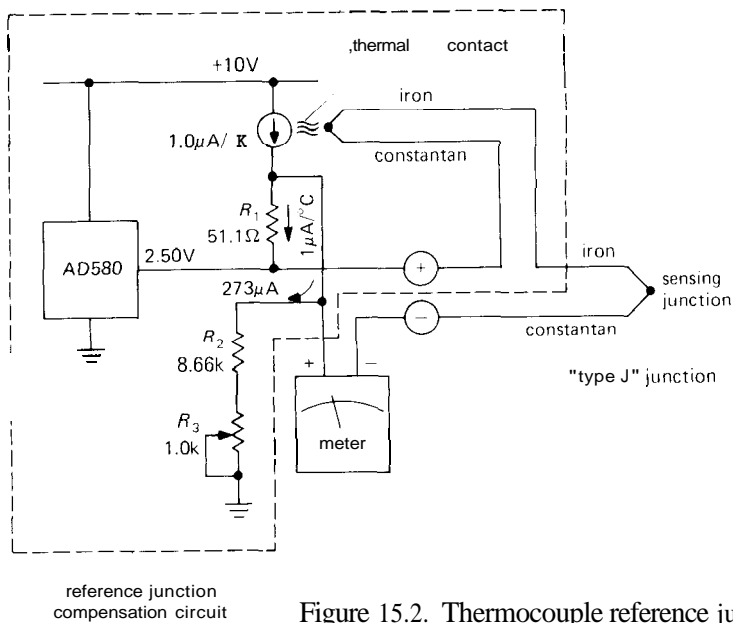 ,thermal contact
+10V
iron
1.0μA/ K
constantan
R1
51.1Ω
1μA/°C
AD580
2.50V
+
iron
sensing
junction
273μA
−
constantan
R2
8.66k
+
−
"type J" junction
R3
1.0k
meter
reference junction
compensation circuit
Figure 15.2. Thermocouple reference ju